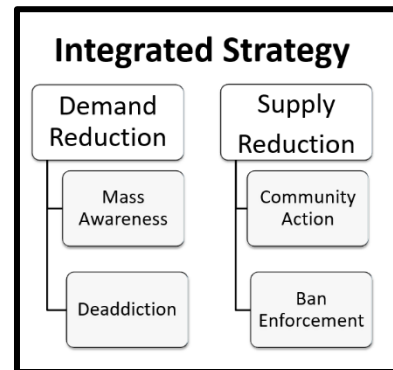 Integrated Strategy
Demand
Reduction
Mass
Awareness
Deaddiction
Supply
Reduction
Community
Action
Ban
Enforcement